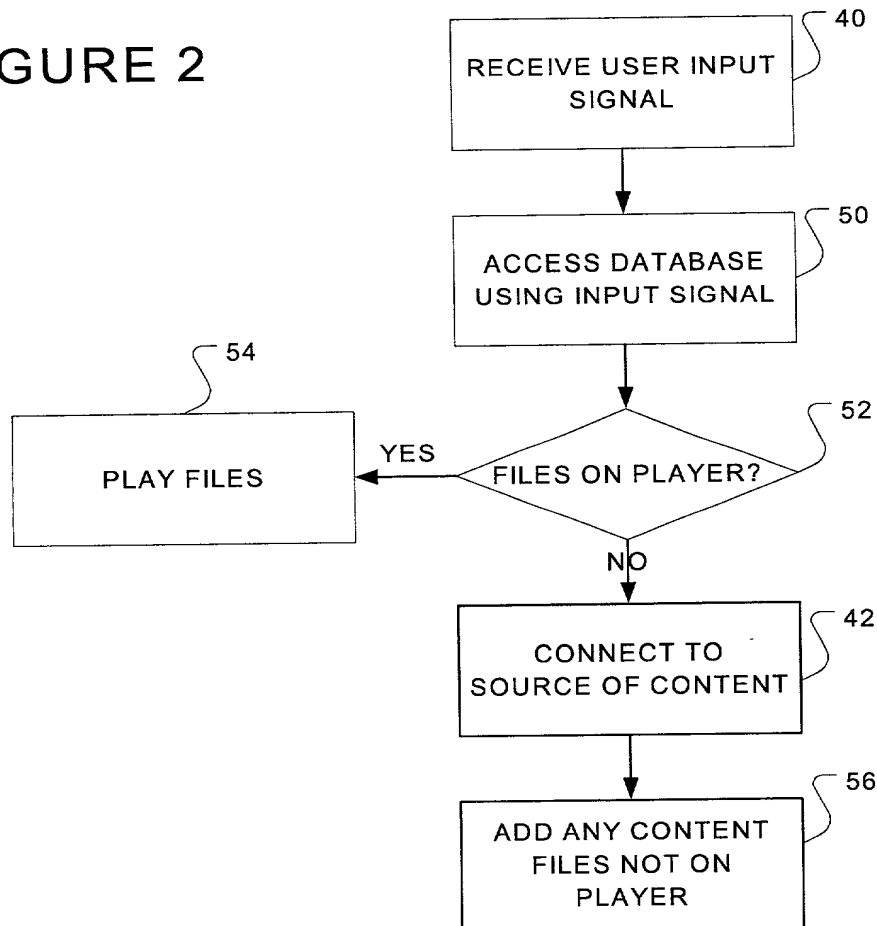 GURE 2
40
RECEIVE USER INPUT
SIGNAL
50
ACCESS DATABASE
USING INPUT SIGNAL
54
52
PLAY FILES
YES
FILES ON PLAYER?
NO
42
CONNECT TO
SOURCE OF CONTENT
56
ADD ANY CONTENT
FILES NOT ON
PLAYER